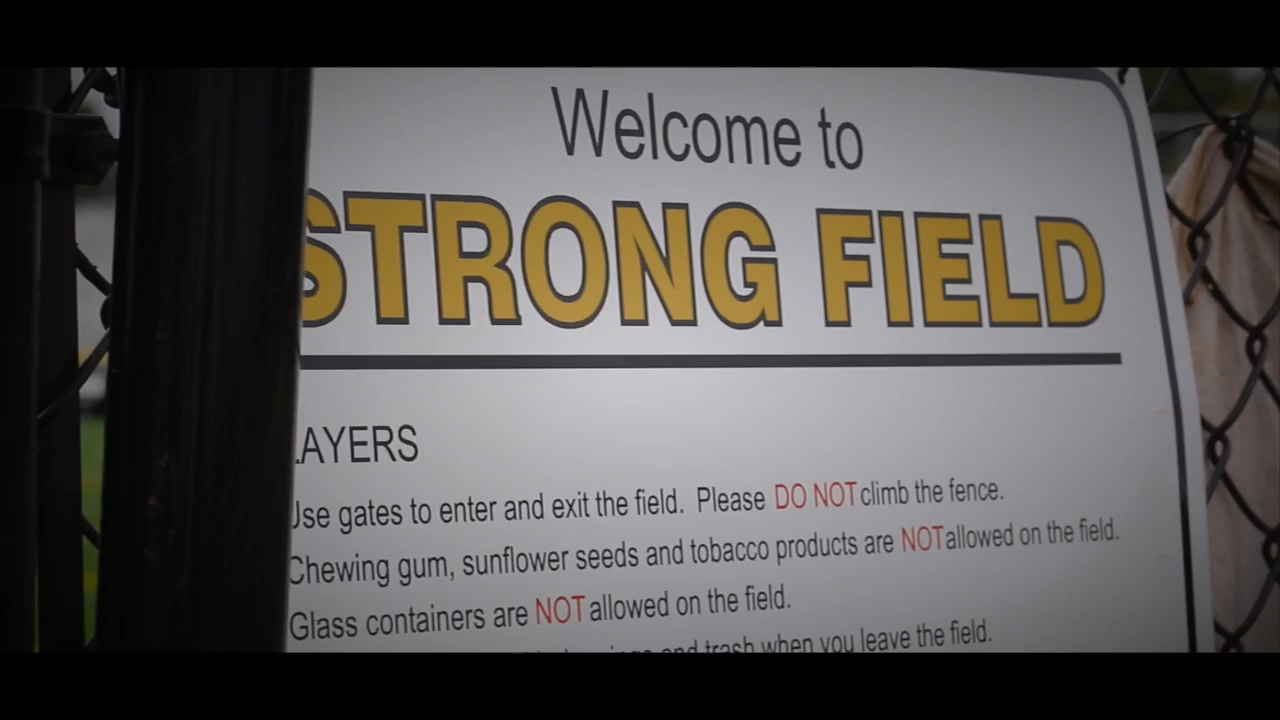 Welcome to
STRONG FIELD
LAYERS
Use gates to enter and exit the field. Please DO NOT climb the fence.
Chewing gum, sunflower seeds and tobacco products are NOT allowed on the field.
Glass containers are NOT allowed on the field.
and trash when you leave the field.